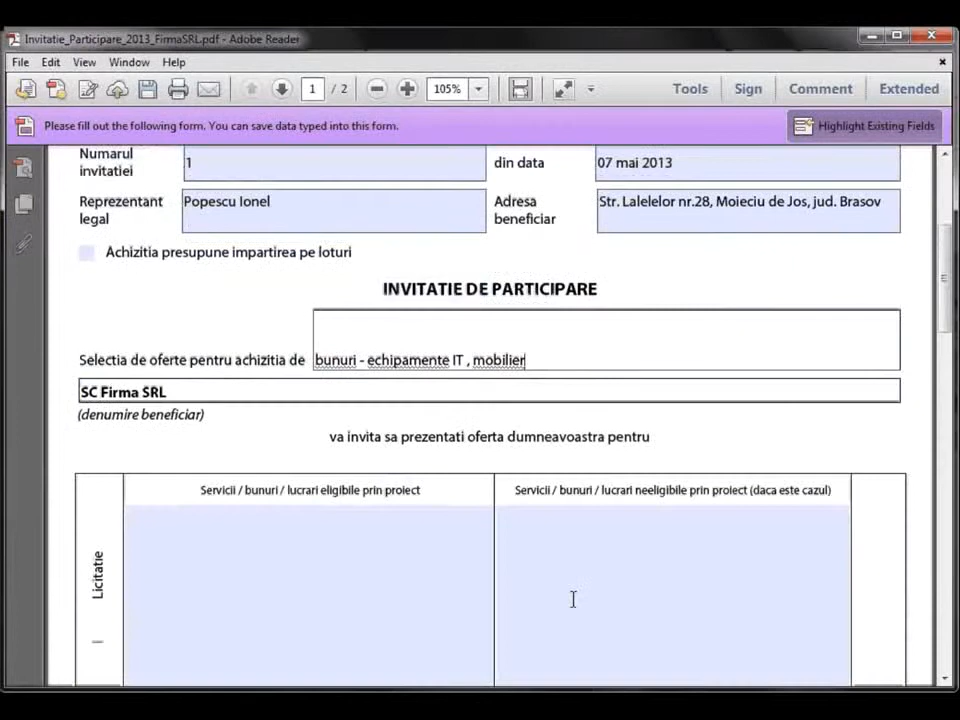 Invitatie_Participare_2013_FirmaSRL.pdf - Adobe Reader
File Edit View Window Help
1 / 2 105% Tools Sign Comment Extended
Please fill out the following form. You can save data typed into this form. Highlight Existing Fields
Numarul invitatiei 1 din data 07 mai 2013
Reprezentant legal Popescu Ionel Adresa beneficiar Str. Lalelelor nr.28, Moieciu de Jos, jud. Brasov
Achizitia presupune impartirea pe loturi
INVITATIE DE PARTICIPARE
Selectia de oferte pentru achizitia de bunuri - echipamente IT , mobilier
SC Firma SRL
(denumire beneficiar)
va invita sa prezentati oferta dumneavoastra pentru
Servicii / bunuri / lucrari eligibile prin proiect Servicii / bunuri / lucrari neeligibile prin proiect (daca este cazul)
Licitatie